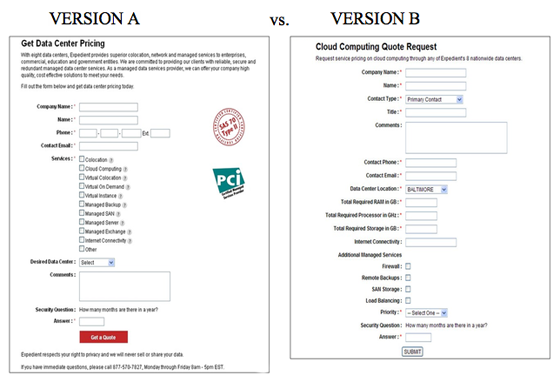 VERSION A
vs.
VERSION B
Get Data Center Pricing
With eight data centers, Expedient provides superior colocation, network and managed services to enterprises,
commercial, education and government entities. We are committed to providing our clients with reliable, secure and
redundant managed data center services. As a managed data services provider, we can offer your company high
quality, cost effective solutions to meet your needs.
Fill out the form below and get data center pricing today.
Company Name : *
Name : *
Phone : *
- - Ext.
Contact Email : *
Services : *
Colocation ?
Cloud Computing ?
Virtual Colocation ?
Virtual On Demand ?
Virtual Instance ?
Managed Backup ?
Managed SAN ?
Managed Server ?
Managed Exchange ?
Internet Connectivity ?
Other
Desired Data Center : Select
Comments :
Security Question : How many months are there in a year?
Answer : *
Get a Quote
Expedient respects your right to privacy and we will never sell or share your data.
If you have immediate questions, please call 877-570-7827, Monday through Friday 8am - 5pm EST.
SAS 70
Type II
PCI
Cloud Computing Quote Request
Request service pricing on cloud computing through any of Expedient's 8 nationwide data centers.
Company Name : *
Name : *
Contact Type : * Primary Contact
Title : *
Comments :
Contact Phone : *
Contact Email : *
Data Center Location : * BALTIMORE
Total Required RAM in GB : *
Total Required Processor in GHz : *
Total Required Storage in GB : *
Internet Connectivity :
Additional Managed Services
Firewall :
Remote Backups :
SAN Storage :
Load Balancing :
Priority : * -- Select One --
Security Question : How many months are there in a year?
Answer : *
SUBMIT